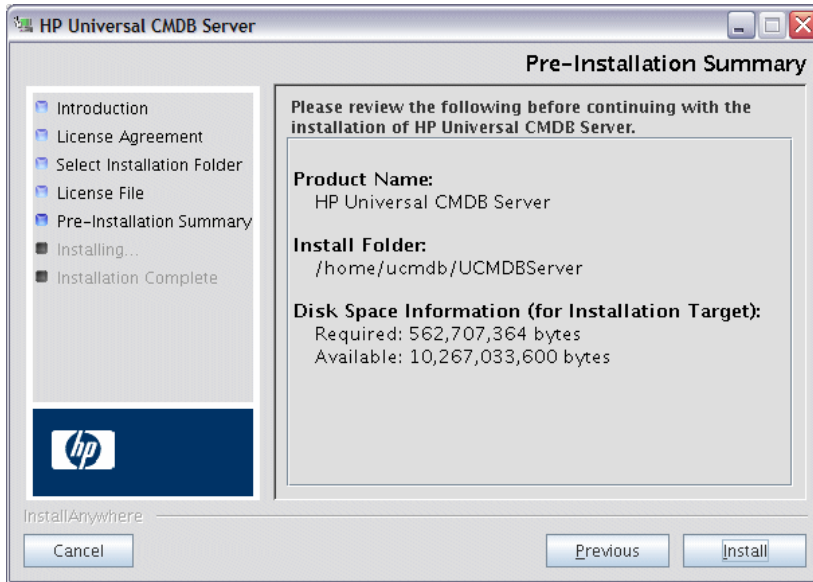 HP Universal CMDB Server
Pre-Installation Summary
Introduction
License Agreement
Select Installation Folder
License File
Pre-Installation Summary
Installing...
Installation Complete
Please review the following before continuing with the
installation of HP Universal CMDB Server.
Product Name:
HP Universal CMDB Server
Install Folder:
/home/ucmdb/UCMDBServer
Disk Space Information (for Installation Target):
Required: 562,707,364 bytes
Available: 10,267,033,600 bytes
hp
InstallAnywhere
Cancel
Previous
Install